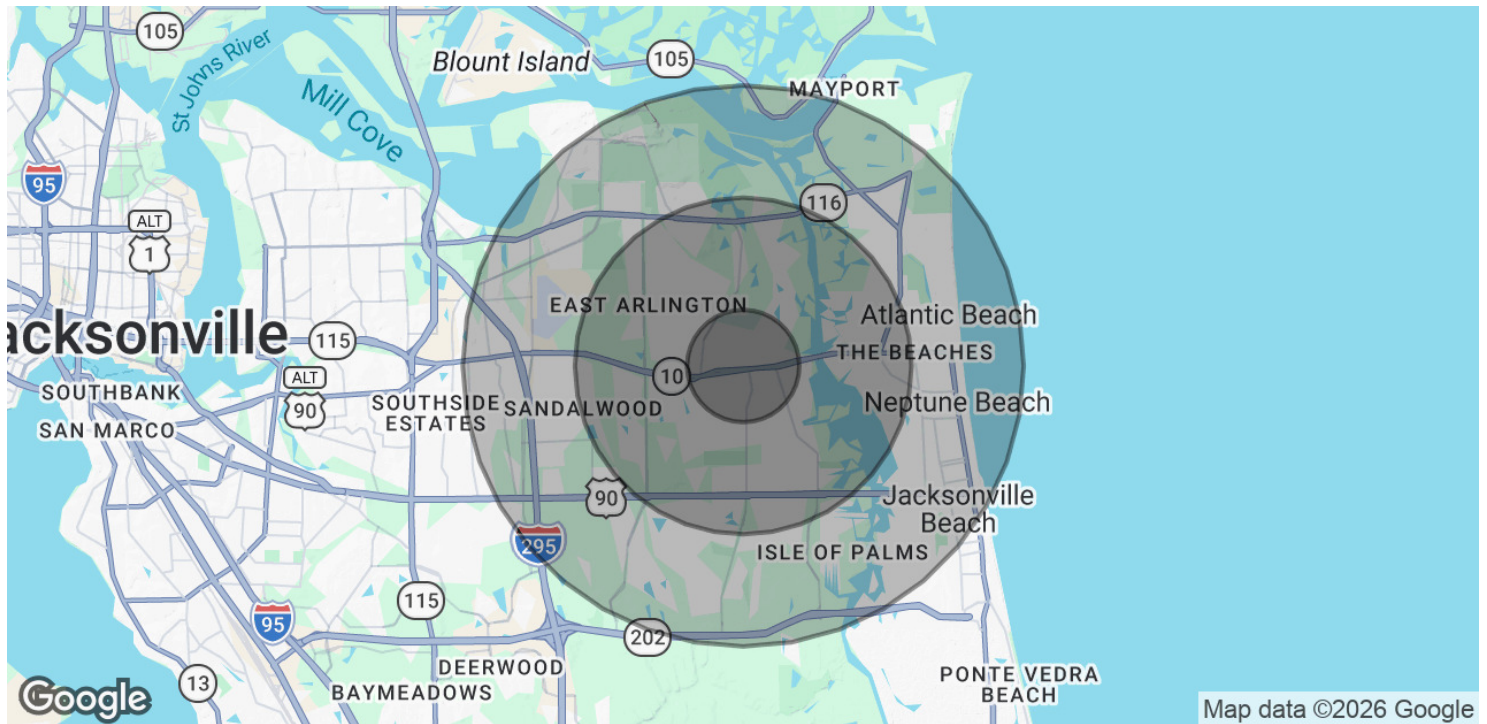 105
St Johns River
Blount Island
105
MAYPORT
Mill Cove
95
ALT
1
116
EAST ARLINGTON
Atlantic Beach
acksonville
115
THE BEACHES
10
ALT
90
SOUTHBANK
SOUTHSIDE
ESTATES
SANDALWOOD
Neptune Beach
SAN MARCO
90
Jacksonville
Beach
295
ISLE OF PALMS
115
95
202
DEERWOOD
BAYMEADOWS
13
PONTE VEDRA
BEACH
Google
Map data ©2026 Google